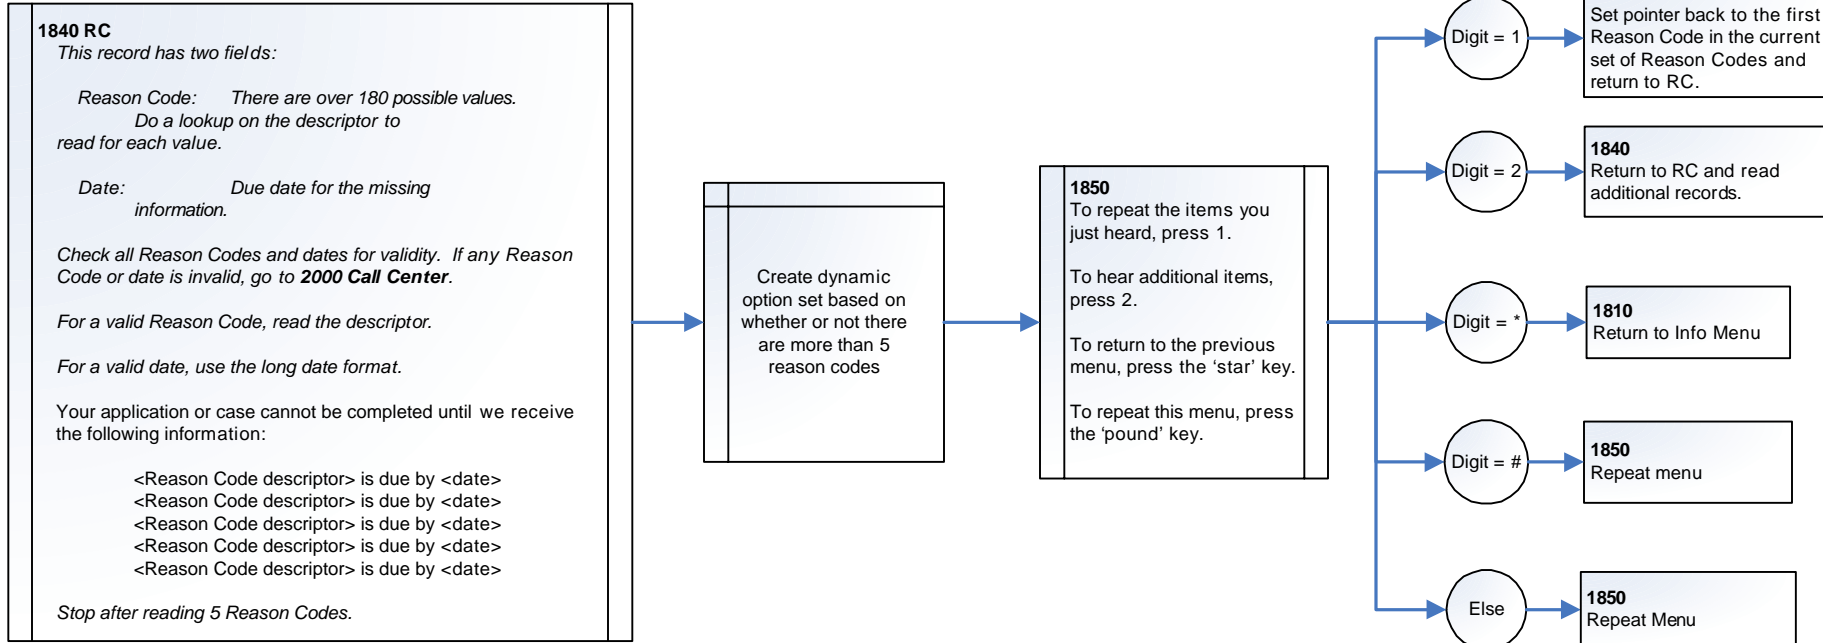 1840 RC
This record has two fields:
Reason Code: There are over 180 possible values.
Do a lookup on the descriptor to
read for each value.
Date: Due date for the missing
information.
Check all Reason Codes and dates for validity. If any Reason
Code or date is invalid, go to 2000 Call Center.
For a valid Reason Code, read the descriptor.
For a valid date, use the long date format.
Your application or case cannot be completed until we receive
the following information:
<Reason Code descriptor> is due by <date>
<Reason Code descriptor> is due by <date>
<Reason Code descriptor> is due by <date>
<Reason Code descriptor> is due by <date>
<Reason Code descriptor> is due by <date>
Stop after reading 5 Reason Codes.
Create dynamic
option set based on
whether or not there
are more than 5
reason codes
1850
To repeat the items you
just heard, press 1.
To hear additional items,
press 2.
To return to the previous
menu, press the ‘star’ key.
To repeat this menu, press
the ‘pound’ key.
Digit = 1
Set pointer back to the first
Reason Code in the current
set of Reason Codes and
return to RC.
Digit = 2
1840
Return to RC and read
additional records.
Digit = *
1810
Return to Info Menu
Digit = #
1850
Repeat menu
Else
1850
Repeat Menu